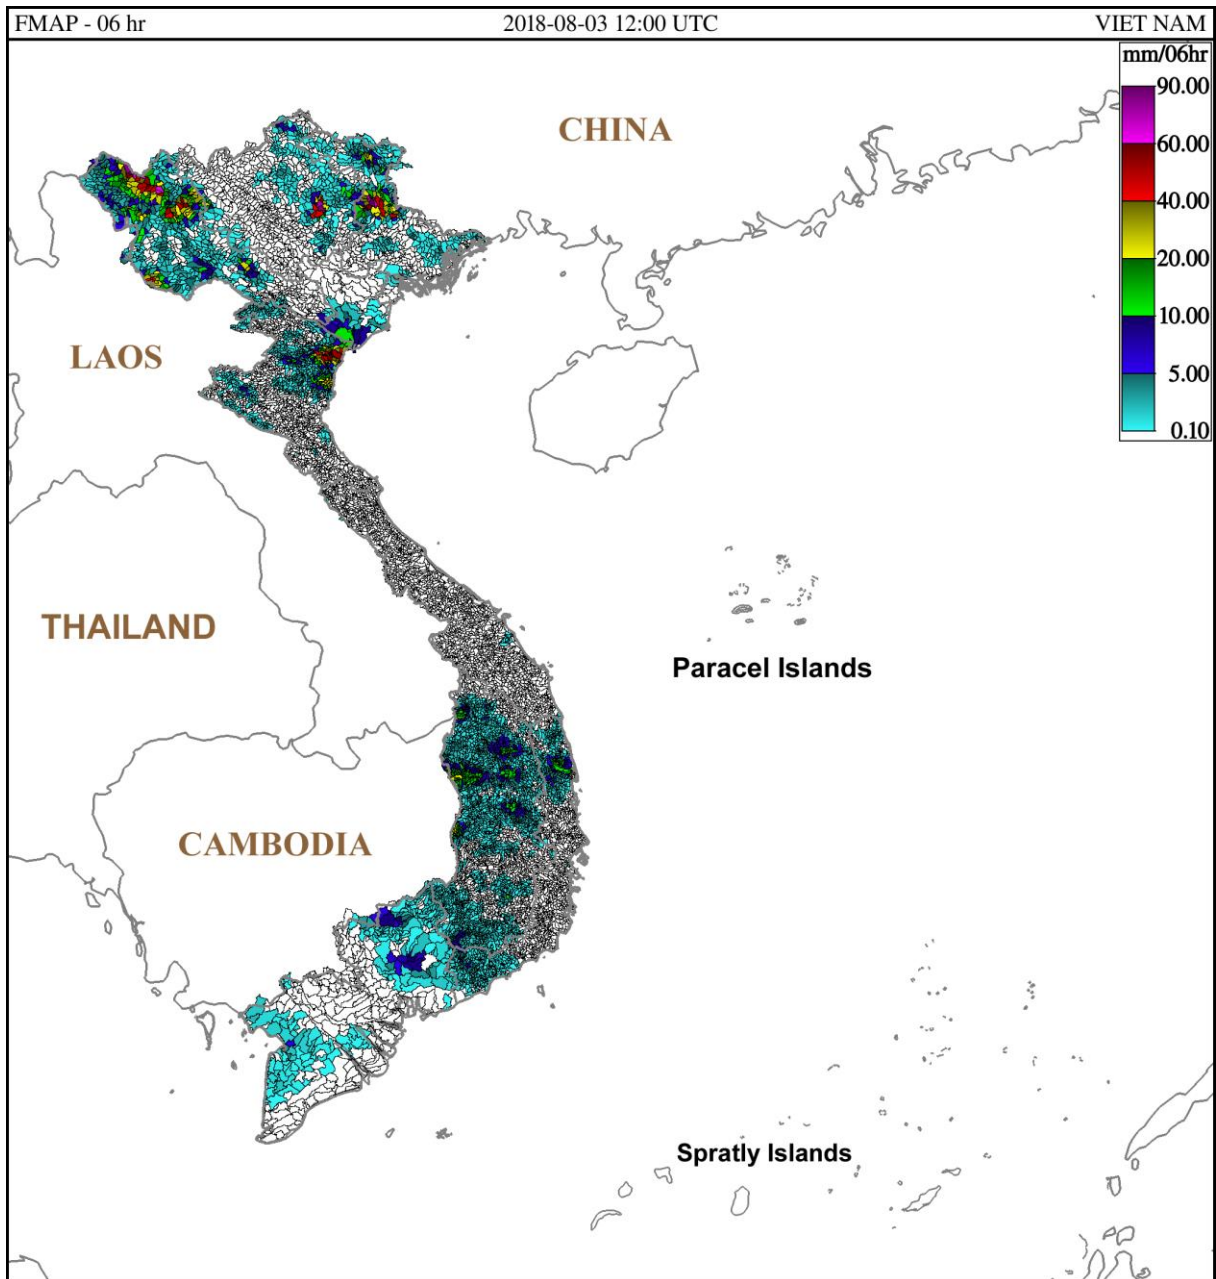 FMAP - 06 hr 2018-08-03 12:00 UTC VIET NAM
mm/06hr
90.00
60.00
40.00
20.00
10.00
5.00
0.10
CHINA
LAOS
THAILAND
Paracel Islands
CAMBODIA
Spratly Islands